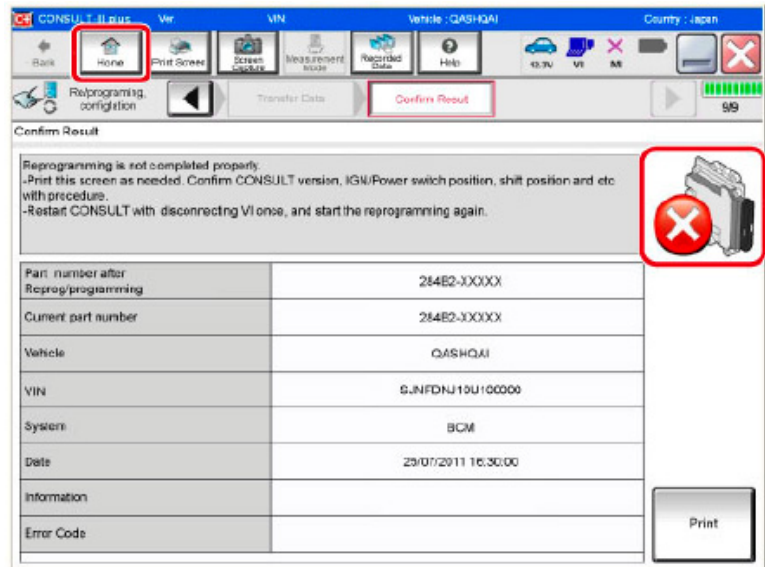 CONSULT-III plus Ver. VIN: Vehicle : QASHQAI Country : Japan
Back Home Print Screen Screen Capture Measurement Mode Recorded Data Help 12.7V VI MI
Re/programing, configlation Transfer Data Confirm Result 9/9
Confirm Result
Reprogramming is not completed properly.
-Print this screen as needed. Confirm CONSULT version, IGN/Power switch position, shift position and etc
with procedure.
-Restart CONSULT with disconnecting VI once, and start the reprogramming again.
Part number after
Reprog/programming
284B2-XXXXX
Current part number 284B2-XXXXX
Vehicle QASHQAI
VIN SJNFDNJ10U100000
System BCM
Date 25/07/2011 16:30:00
Information
Error Code
Print